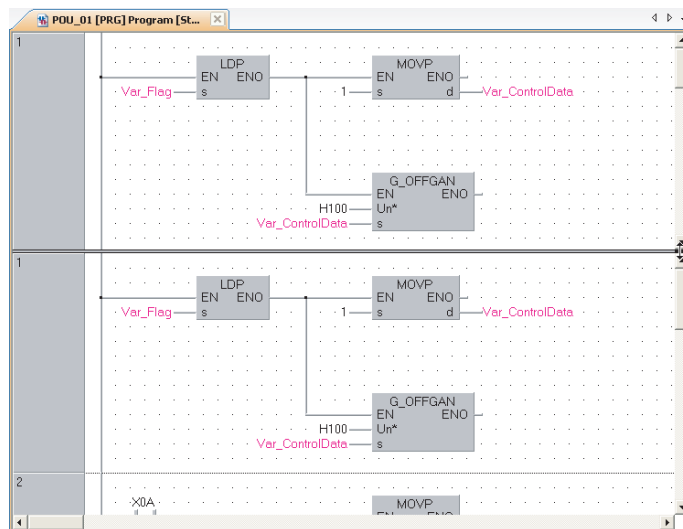 POU_01 [PRG] Program [St...
1
LDP
MOVP
EN ENO
EN ENO
Var_Flag s
1 s d Var_ControlData
G_OFFGAN
EN ENO
H100 Un*
Var_ControlData s
1
LDP
MOVP
EN ENO
EN ENO
Var_Flag s
1 s d Var_ControlData
G_OFFGAN
EN ENO
H100 Un*
Var_ControlData s
2
X0A
MOVP
EN ENO